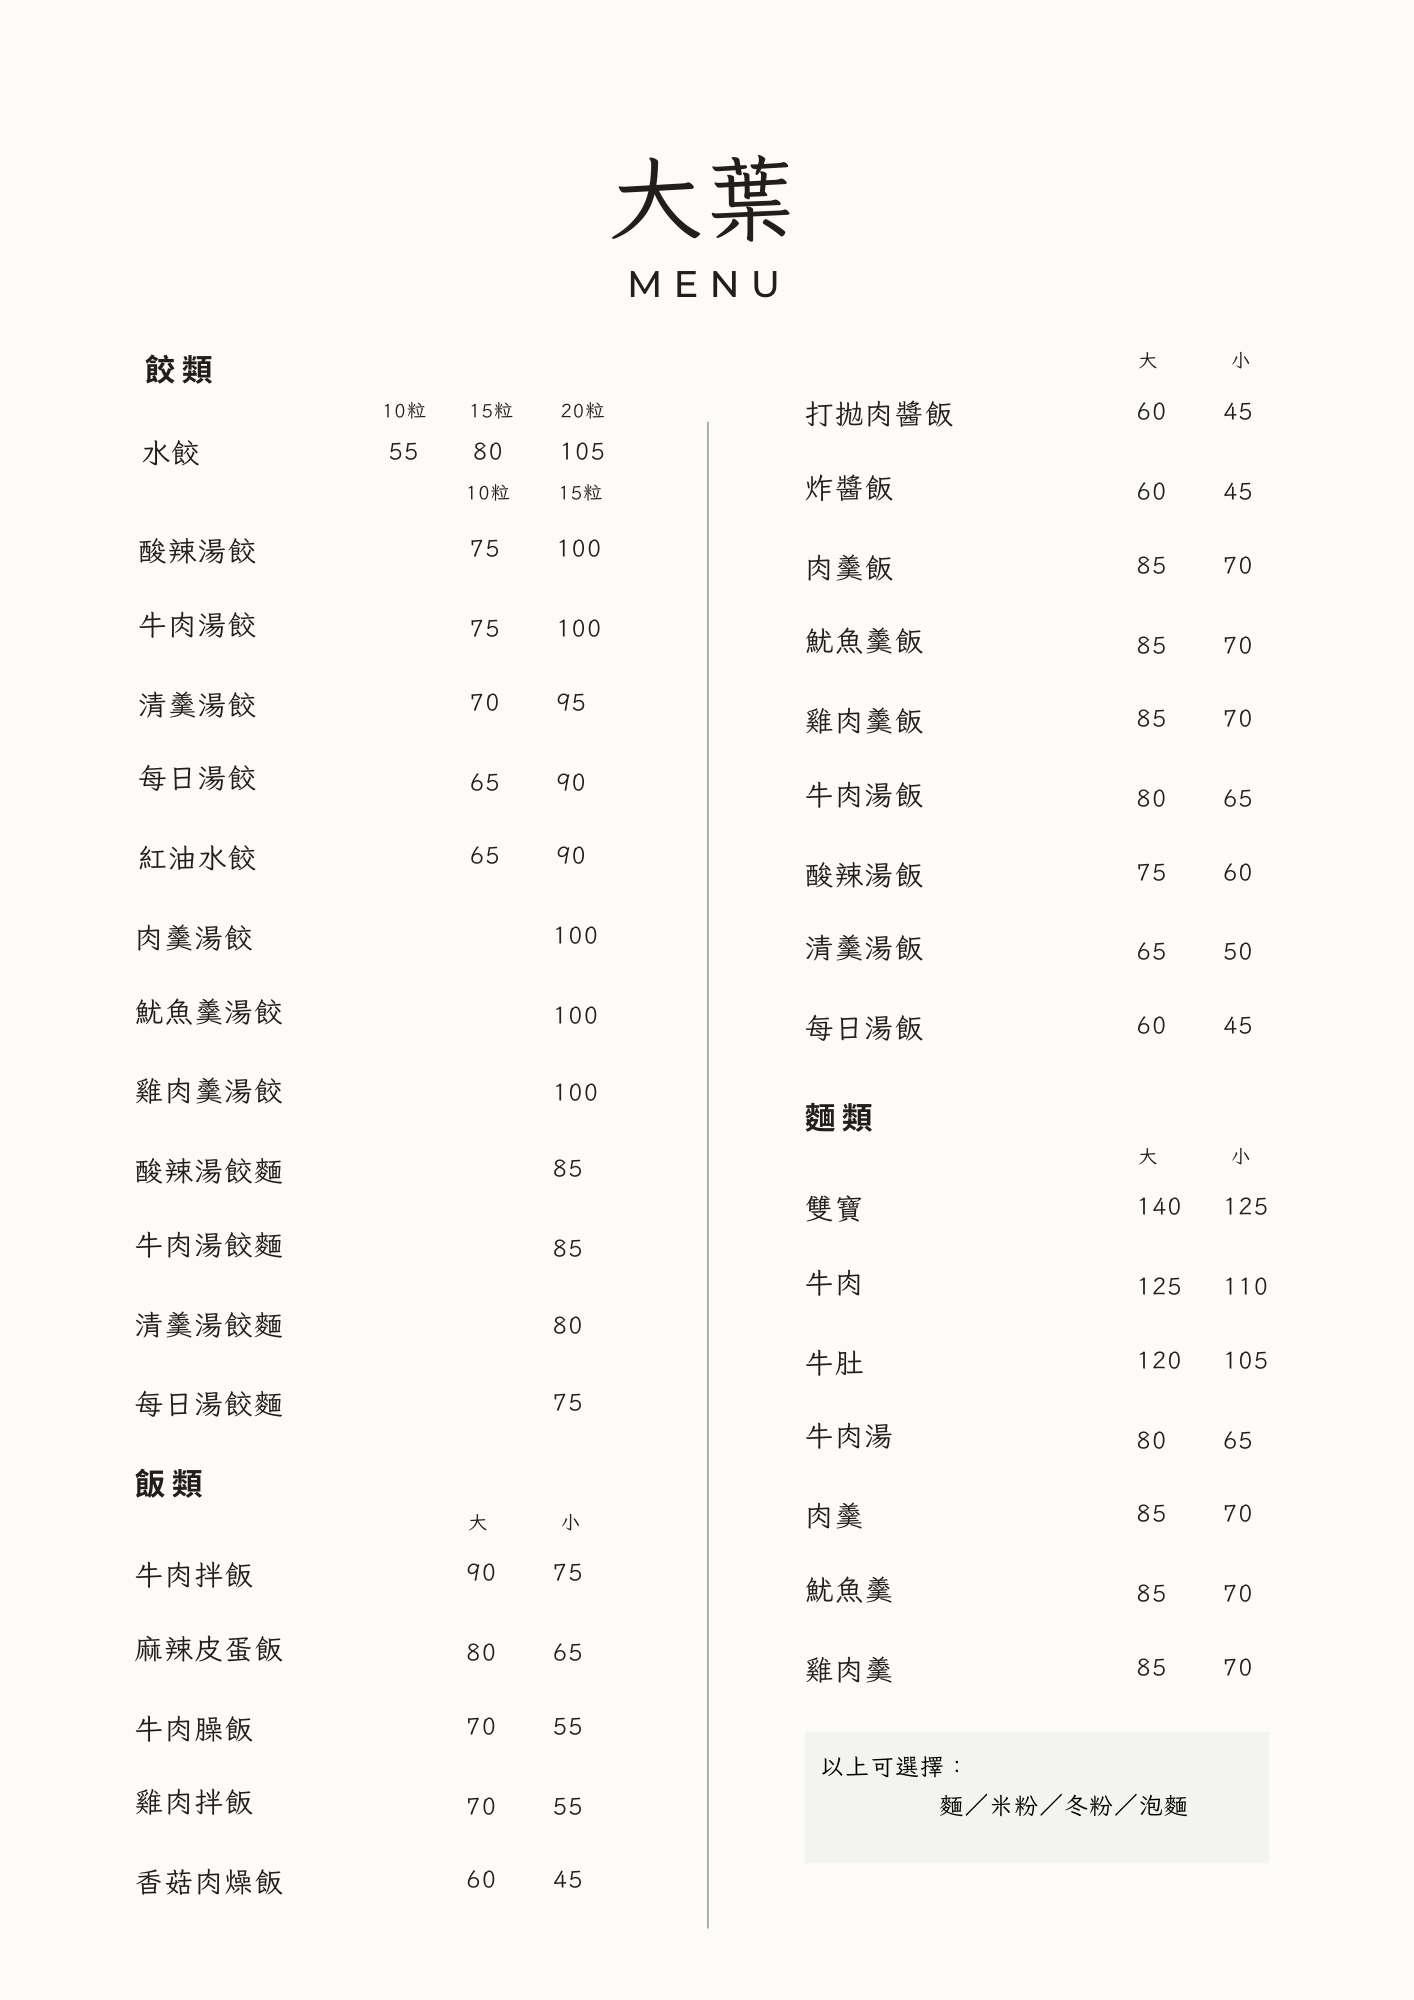 大葉
MENU
餃類
10粒 15粒 20粒
水餃 55 80 105
10粒 15粒
酸辣湯餃 75 100
牛肉湯餃 75 100
清羹湯餃 70 95
每日湯餃 65 90
紅油水餃 65 90
肉羹湯餃 100
魷魚羹湯餃 100
雞肉羹湯餃 100
酸辣湯餃麵 85
牛肉湯餃麵 85
清羹湯餃麵 80
每日湯餃麵 75
飯類
大 小
牛肉拌飯 90 75
麻辣皮蛋飯 80 65
牛肉臊飯 70 55
雞肉拌飯 70 55
香菇肉燥飯 60 45
大 小
打拋肉醬飯 60 45
炸醬飯 60 45
肉羹飯 85 70
魷魚羹飯 85 70
雞肉羹飯 85 70
牛肉湯飯 80 65
酸辣湯飯 75 60
清羹湯飯 65 50
每日湯飯 60 45
麵類
大 小
雙寶 140 125
牛肉 125 110
牛肚 120 105
牛肉湯 80 65
肉羹 85 70
魷魚羹 85 70
雞肉羹 85 70
以上可選擇：
麵／米粉／冬粉／泡麵